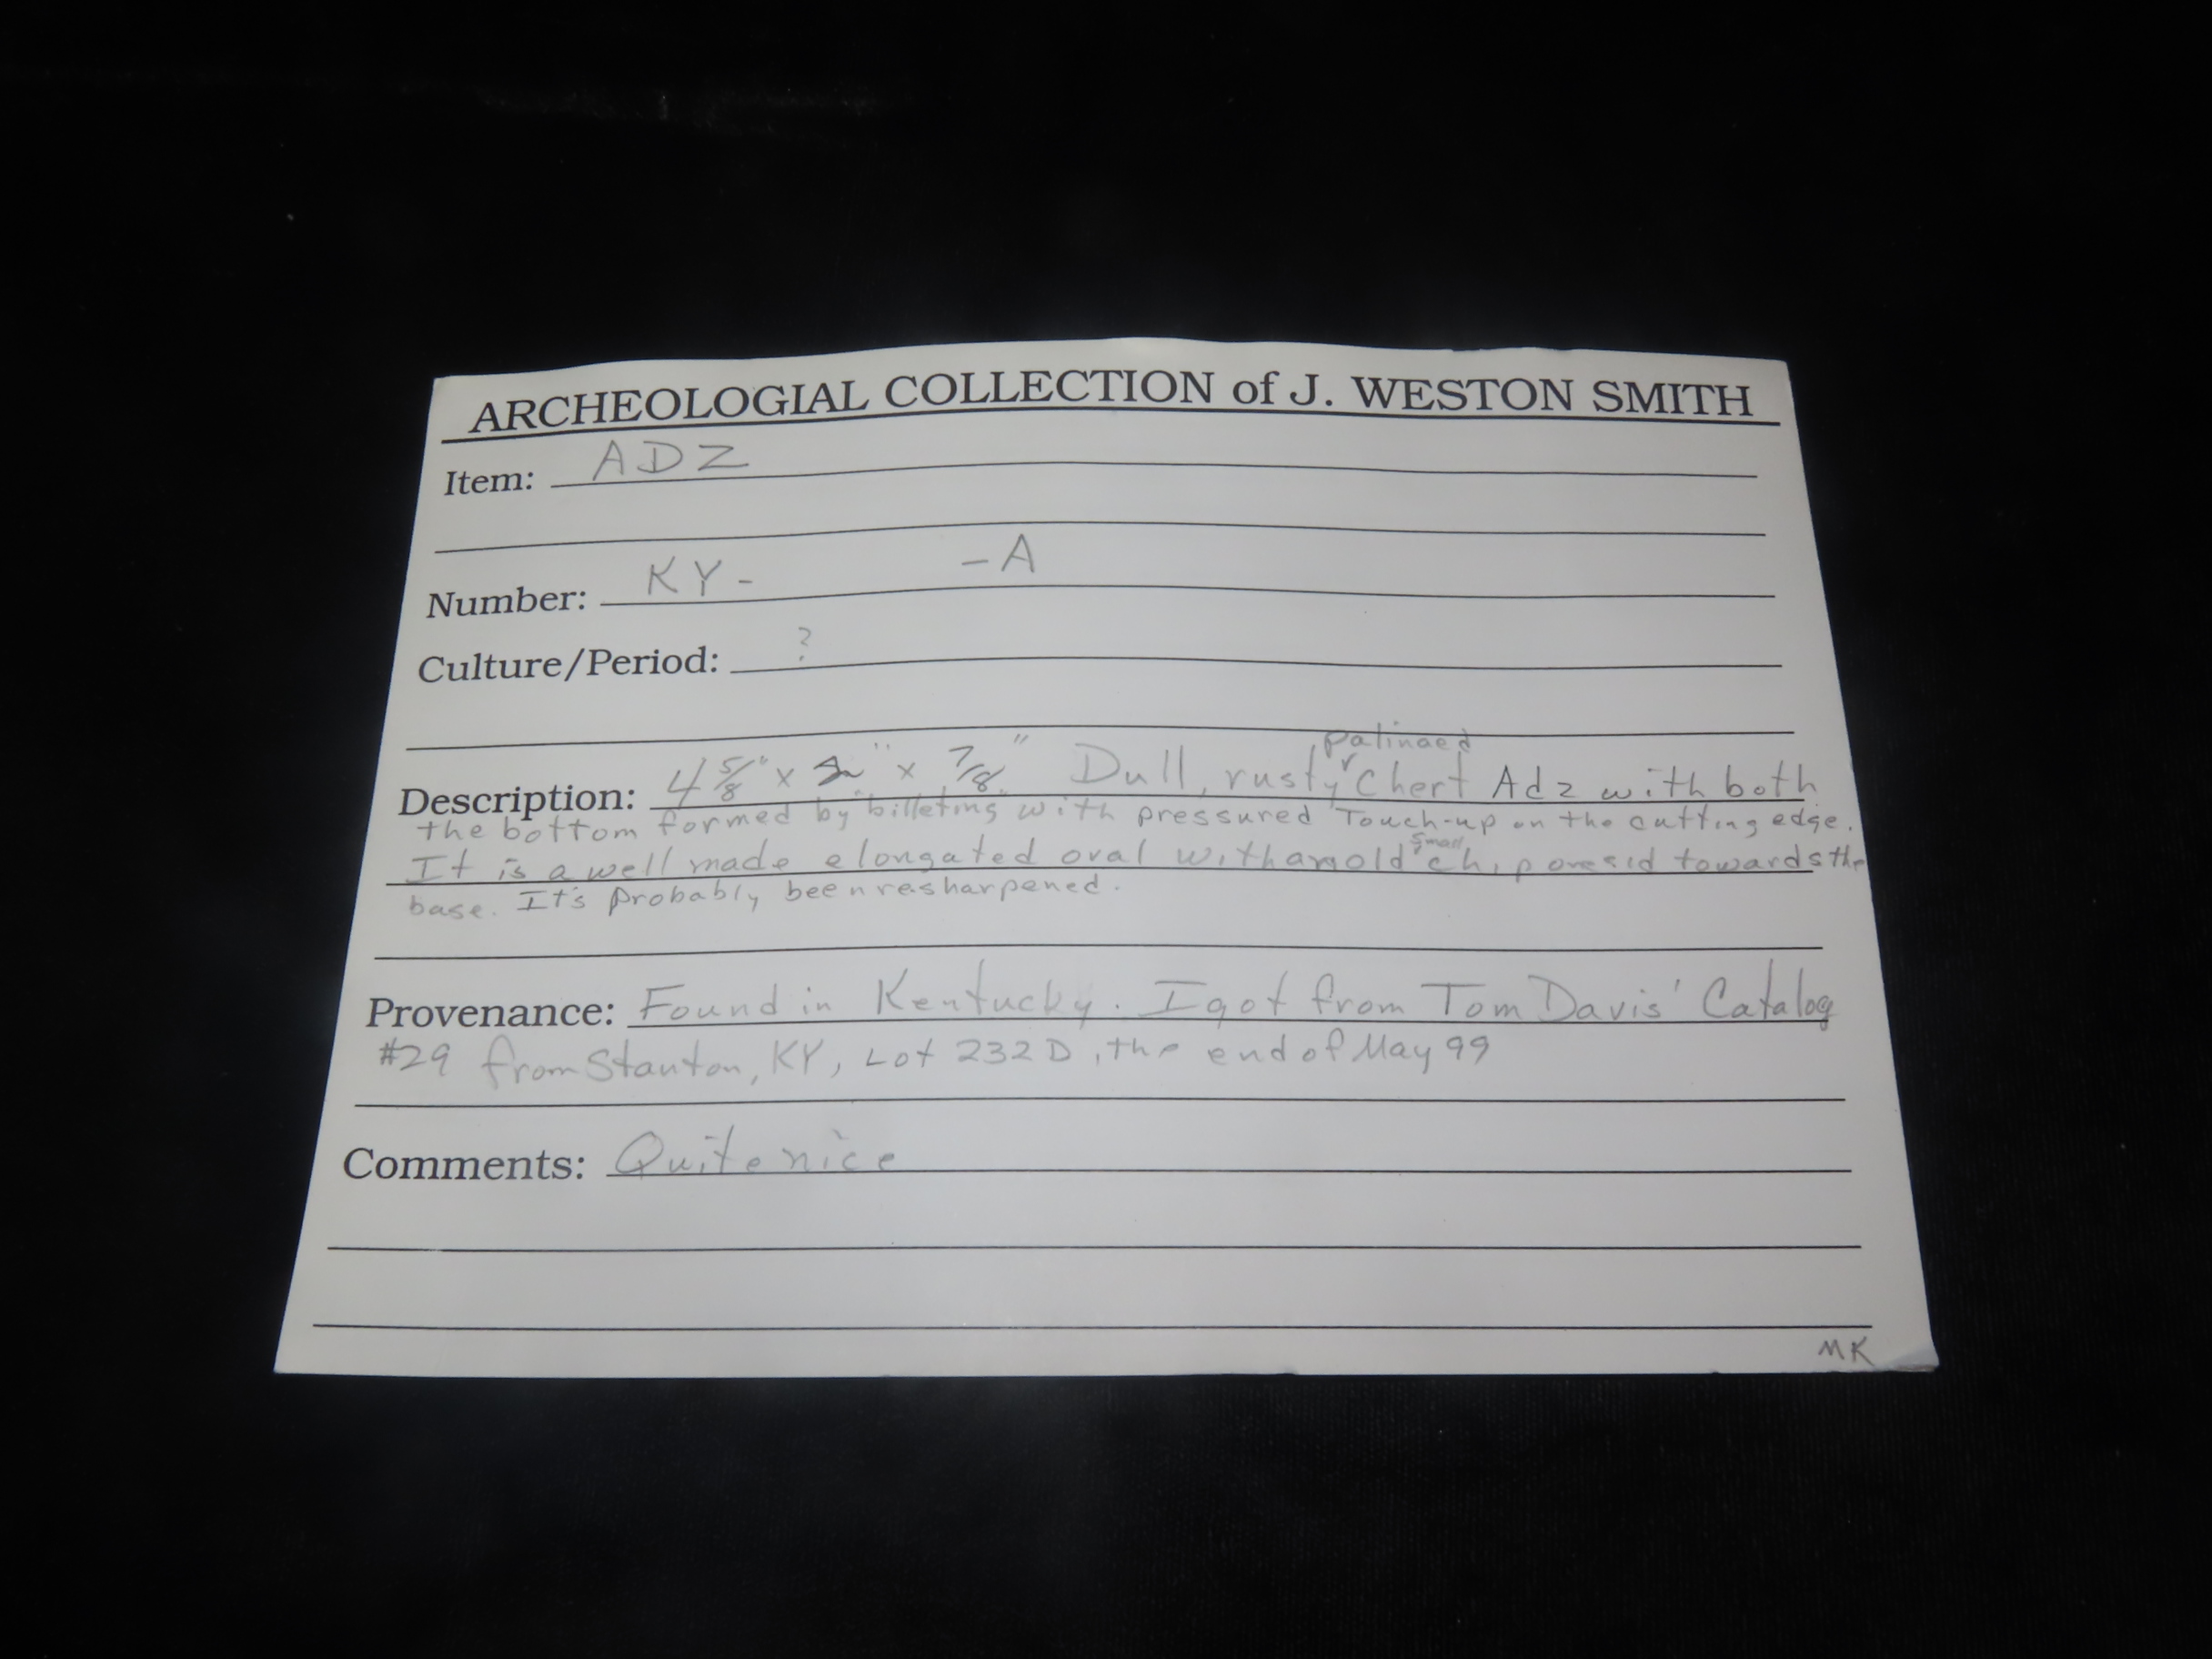 ARCHEOLOGIAL COLLECTION of J. WESTON SMITH
Item: ADZ
Number: KY- -A
Culture/Period: ?
patinaed
Description: 4 5/8" x 2" x 7/8" Dull, rusty Chert Adz with both
the bottom formed by "billeting" with pressured Touch-up on the cutting edge.
small
It is a well made elongated oval with an old chip one side towards the
base. It's probably been resharpened.
Provenance: Found in Kentucky. I got from Tom Davis' Catalog
#29 from Stanton, KY, Lot 232D, the end of May 99
Comments: Quite nice
MK